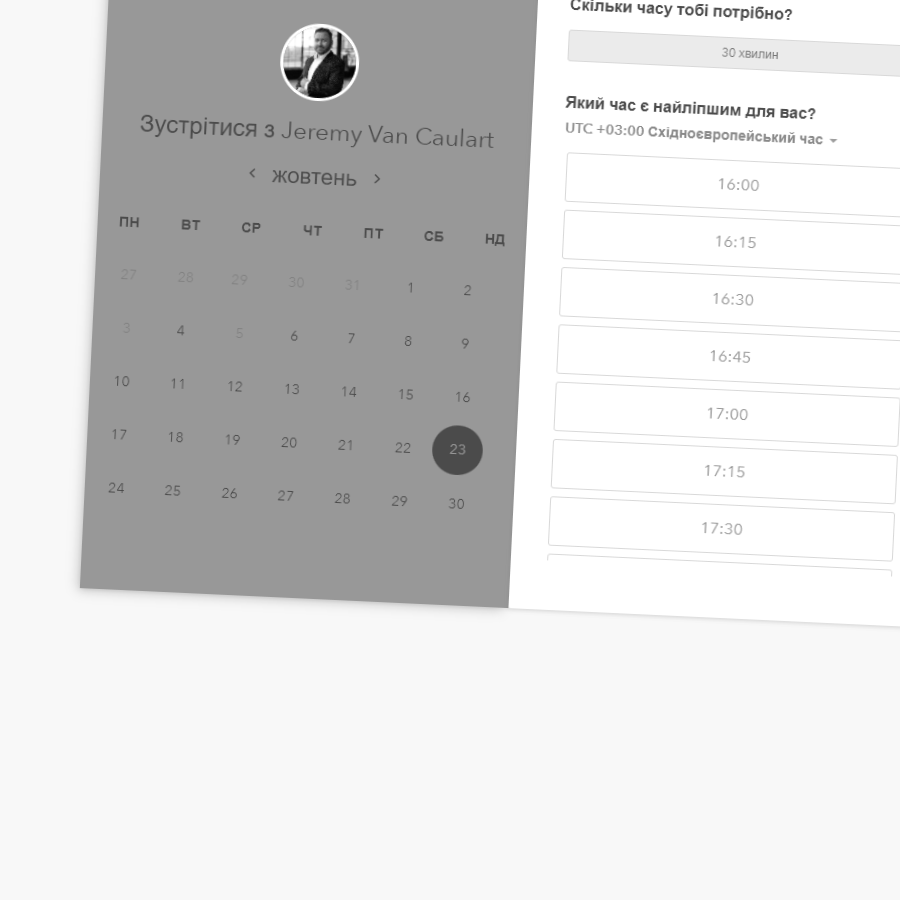 Зустрітися з Jeremy Van Caulart
жовтень
ПН ВТ СР ЧТ ПТ СБ НД
27 28 29 30 31 1 2
3 4 5 6 7 8 9
10 11 12 13 14 15 16
17 18 19 20 21 22 23
24 25 26 27 28 29 30
Скільки часу тобі потрібно?
30 хвилин
Який час є найліпшим для вас?
UTC +03:00 Східноєвропейський час
16:00
16:15
16:30
16:45
17:00
17:15
17:30